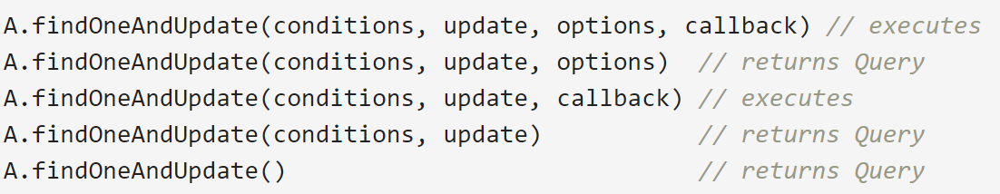 A.findOneAndUpdate(conditions, update, options, callback) // executes
A.findOneAndUpdate(conditions, update, options)  // returns Query
A.findOneAndUpdate(conditions, update, callback) // executes
A.findOneAndUpdate(conditions, update)           // returns Query
A.findOneAndUpdate()                             // returns Query